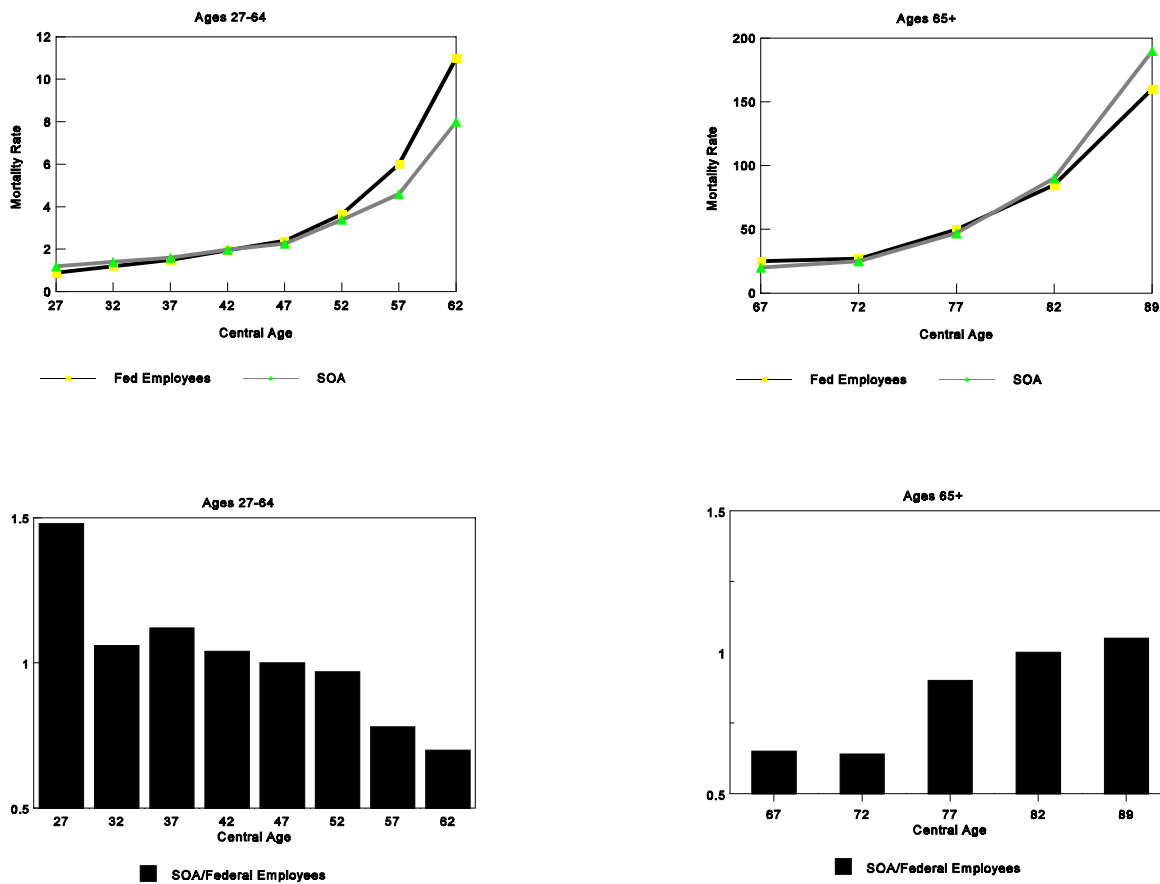 Ages 27-64
12
10
8
6
4
2
0
Mortality Rate
27 32 37 42 47 52 57 62
Central Age
Fed Employees SOA
Ages 65+
200
150
100
50
0
Mortality Rate
67 72 77 82 89
Central Age
Fed Employees SOA
Ages 27-64
1.5
1
0.5
27 32 37 42 47 52 57 62
Central Age
SOA/Federal Employees
Ages 65+
1.5
1
0.5
67 72 77 82 89
Central Age
SOA/Federal Employees